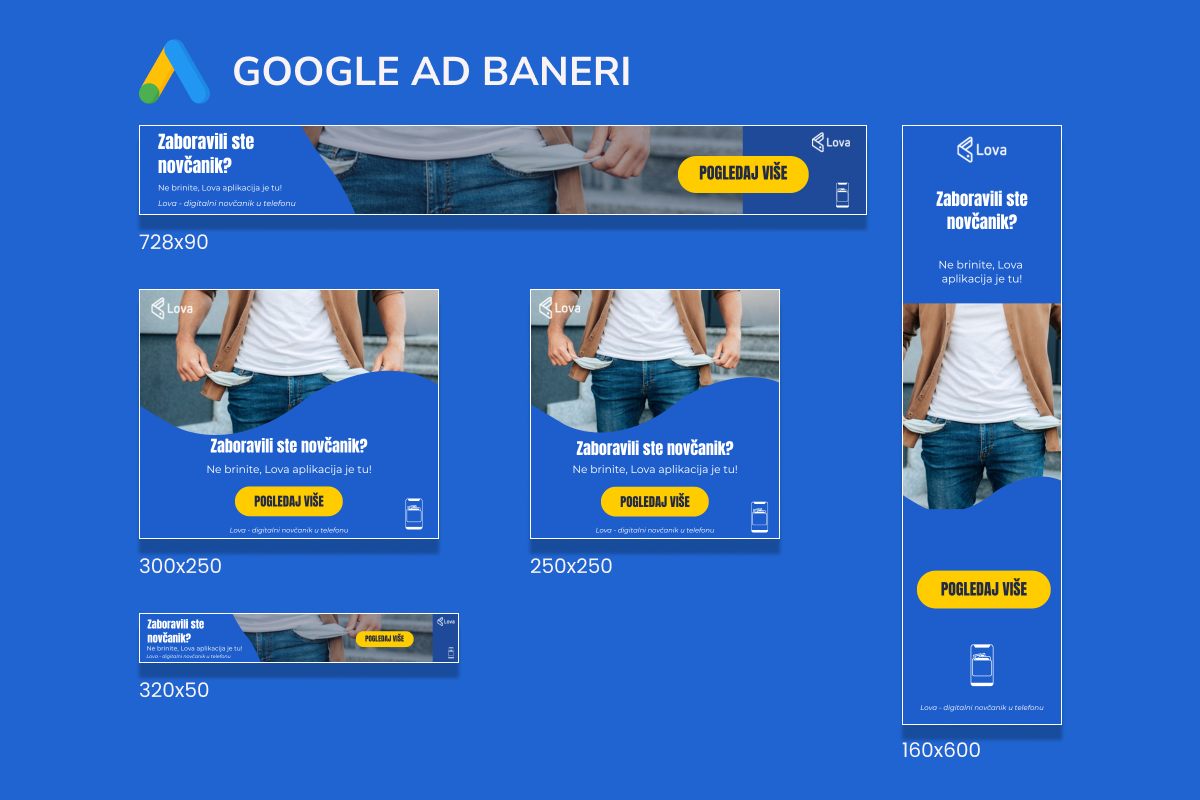 GOOGLE AD BANERI
Zaboravili ste
novčanik?
Ne brinite, Lova aplikacija je tu!
Lova - digitalni novčanik u telefonu
POGLEDAJ VIŠE
Lova
728x90
Lova
Zaboravili ste novčanik?
Ne brinite, Lova aplikacija je tu!
POGLEDAJ VIŠE
Lova - digitalni novčanik u telefonu
300x250
Lova
Zaboravili ste novčanik?
Ne brinite, Lova aplikacija je tu!
POGLEDAJ VIŠE
Lova - digitalni novčanik u telefonu
250x250
Zaboravili ste
novčanik?
Ne brinite, Lova aplikacija je tu!
Lova - digitalni novčanik u telefonu
POGLEDAJ VIŠE
Lova
320x50
Lova
Zaboravili ste
novčanik?
Ne brinite, Lova
aplikacija je tu!
POGLEDAJ VIŠE
Lova - digitalni novčanik u telefonu
160x600